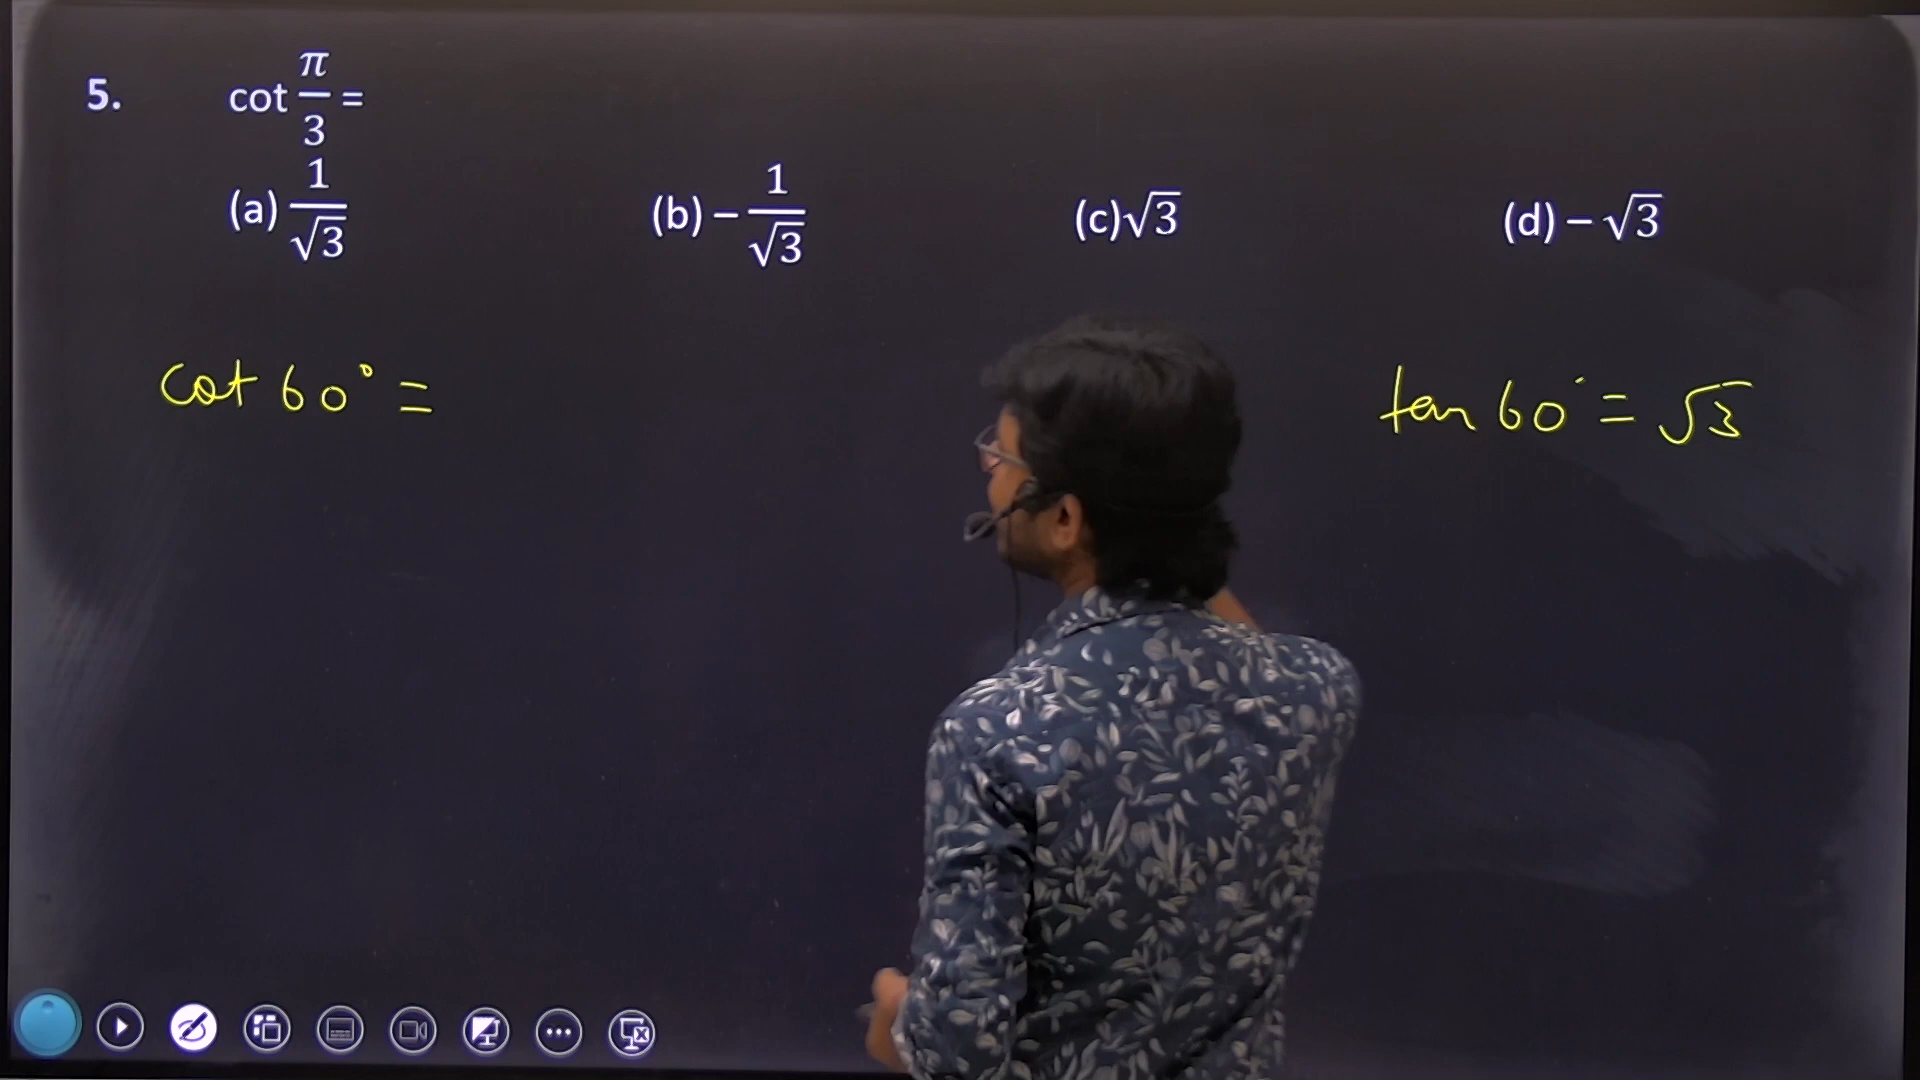 5. cot π/3 =
(a) 1/√3 (b) – 1/√3 (c) √3 (d) – √3
cot 60° = tan 60° = √3